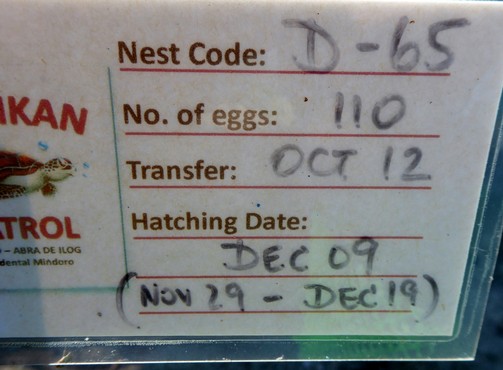 Nest Code: D-65
IKAN
No. of eggs: 110
Transfer: OCT 12
TROL
Hatching Date:
– ABRA DE ILOG
dental Mindoro
DEC 09
(NOV 29 - DEC 19)